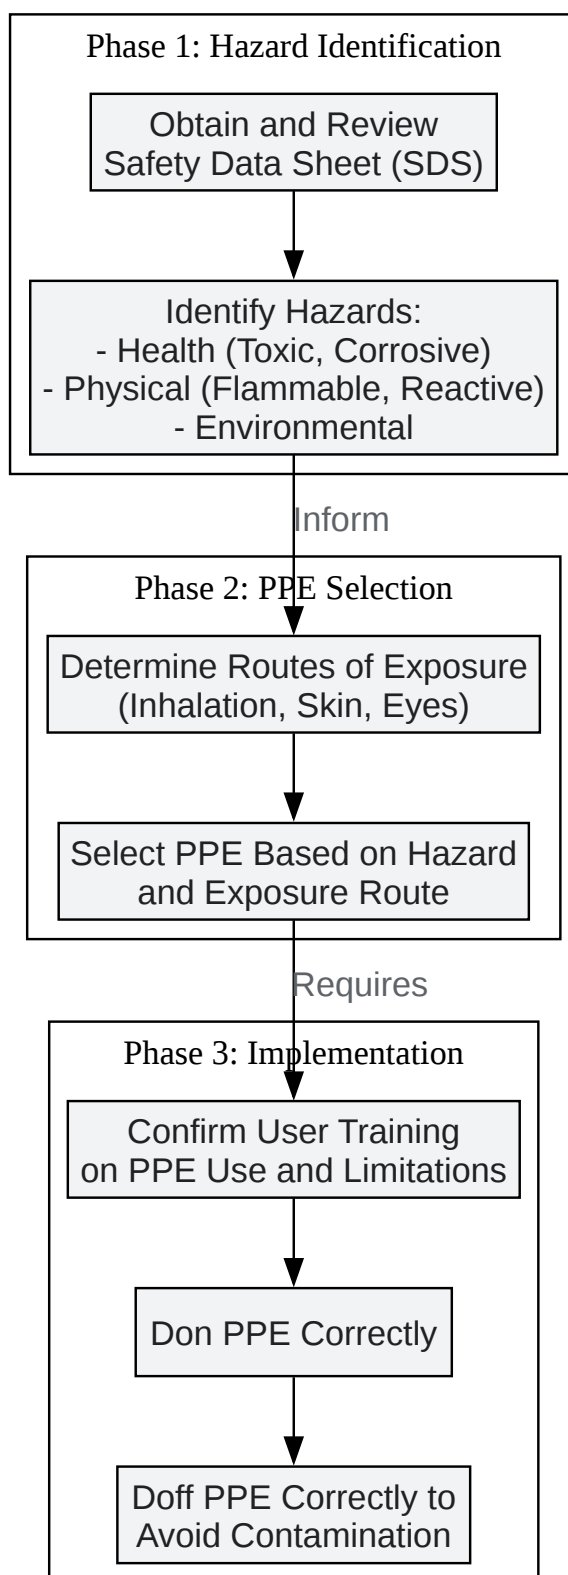 Phase 1: Hazard Identification
Obtain and Review
Safety Data Sheet (SDS)
Identify Hazards:
- Health (Toxic, Corrosive)
- Physical (Flammable, Reactive)
- Environmental
Inform
Phase 2: PPE Selection
Determine Routes of Exposure
(Inhalation, Skin, Eyes)
Select PPE Based on Hazard
and Exposure Route
Requires
Phase 3: Implementation
Confirm User Training
on PPE Use and Limitations
Don PPE Correctly
Doff PPE Correctly to
Avoid Contamination